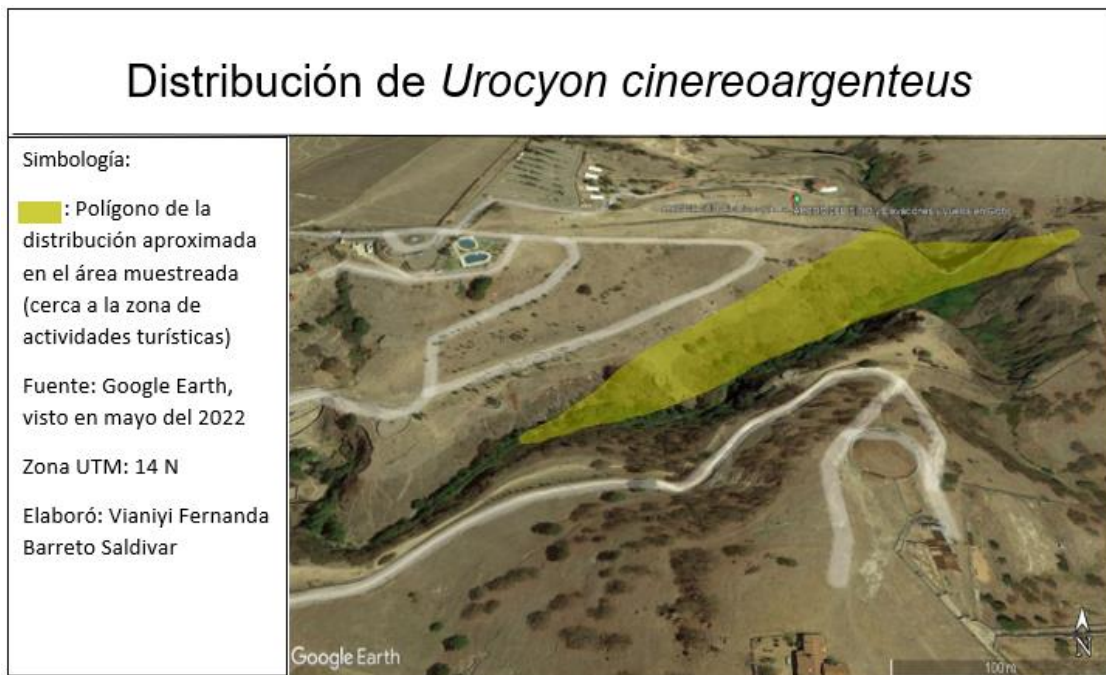 Distribución de Urocyon cinereoargenteus
Simbología:
: Polígono de la
distribución aproximada
en el área muestreada
(cerca a la zona de
actividades turísticas)
Fuente: Google Earth,
visto en mayo del 2022
Zona UTM: 14 N
Elaboró: Vianiyi Fernanda
Barreto Saldivar
Google Earth
N
100 m